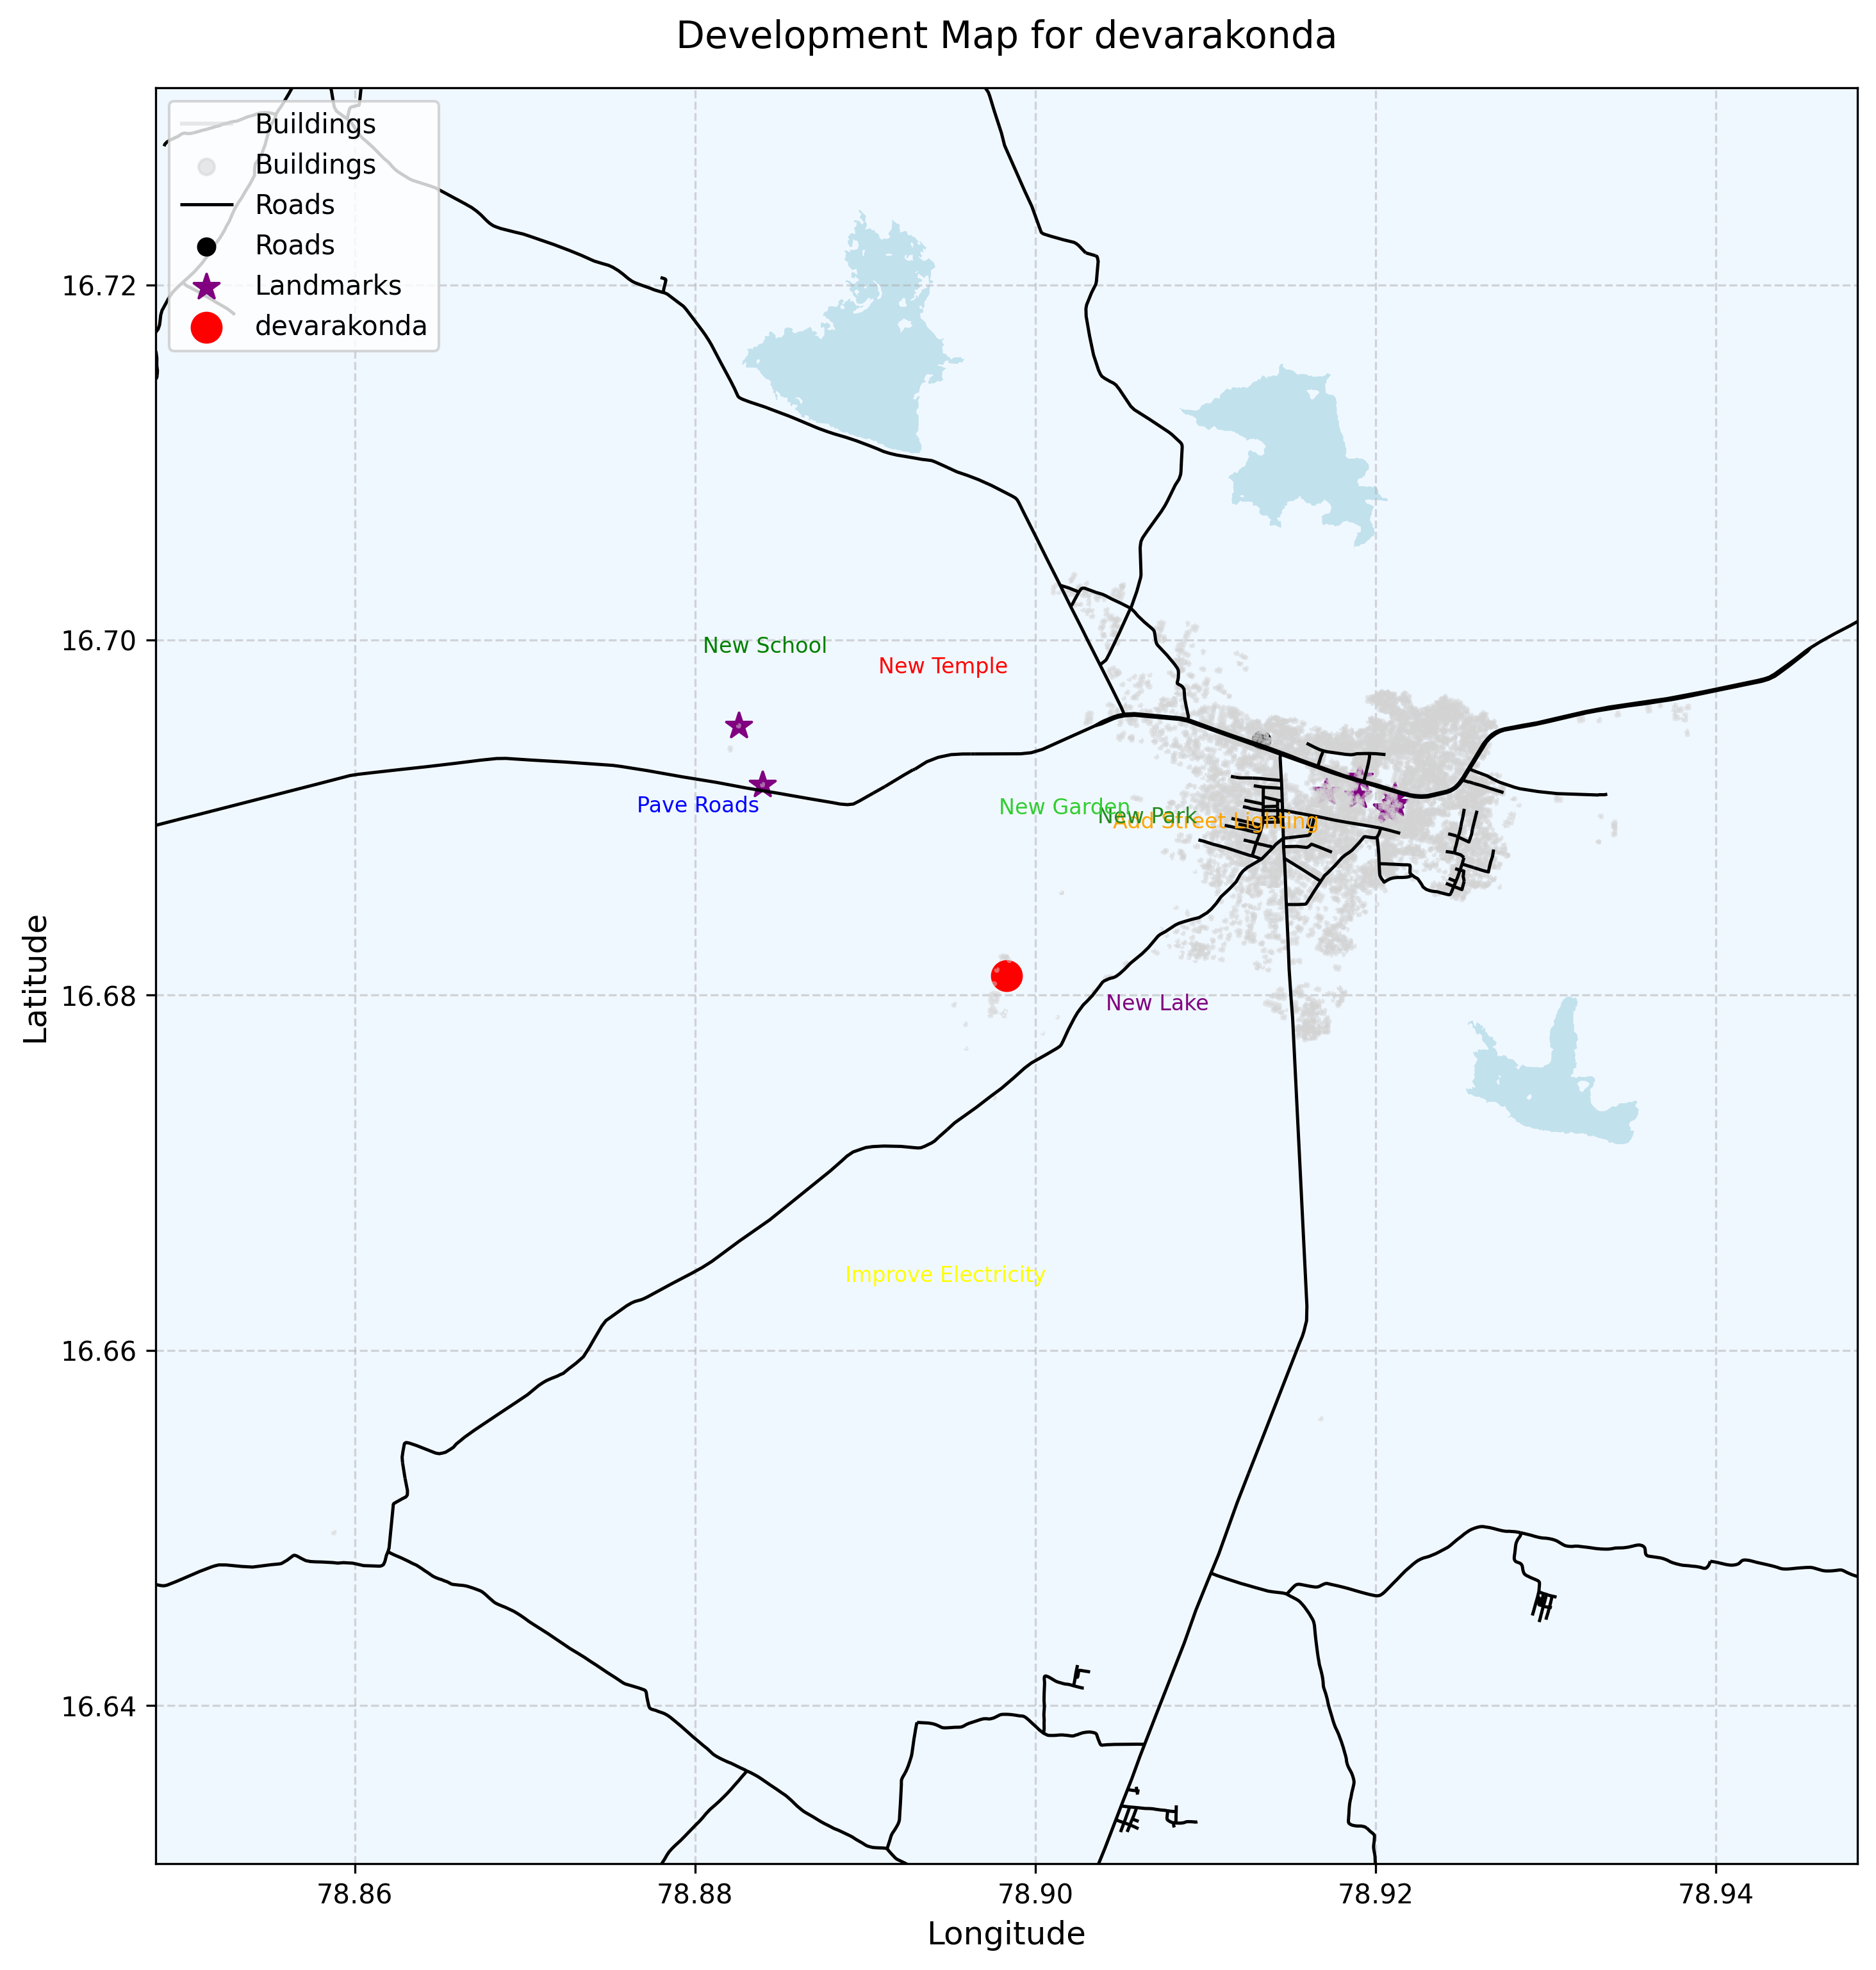 Development Map for devarakonda
Buildings
Buildings
Roads
Roads
Landmarks
devarakonda
16.72
16.70
16.68
16.66
16.64
Latitude
New School
New Temple
Pave Roads
New Garden
New Park
Add Street Lighting
New Lake
Improve Electricity
78.86
78.88
78.90
78.92
78.94
Longitude